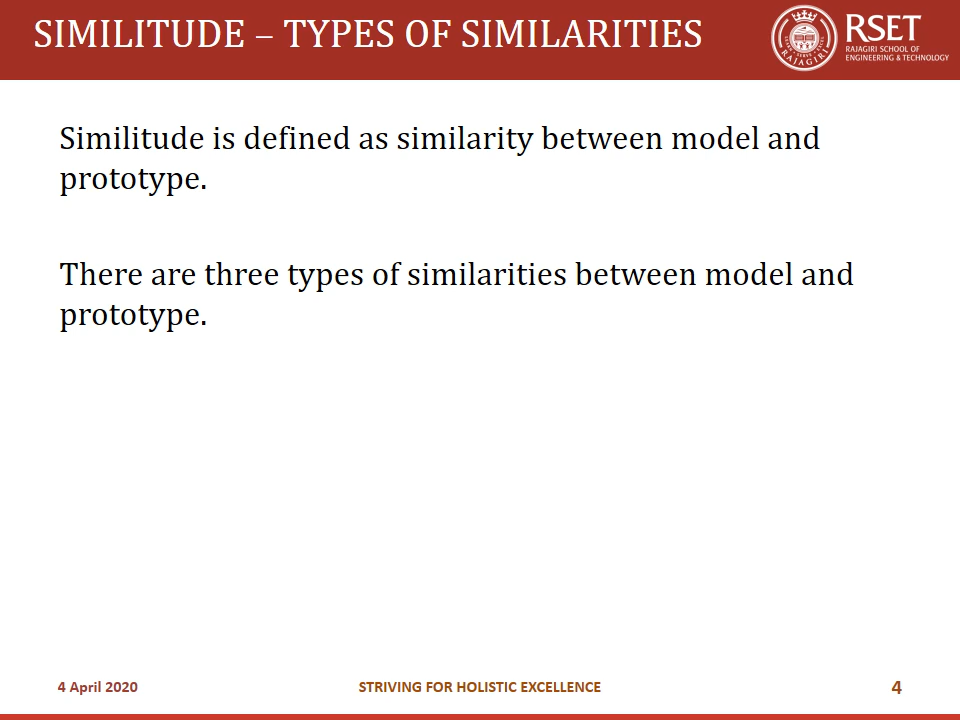 SIMILITUDE – TYPES OF SIMILARITIES
RSET
RAJAGIRI SCHOOL OF
ENGINEERING & TECHNOLOGY
RAJAGIRI
Similitude is defined as similarity between model and
prototype.
There are three types of similarities between model and
prototype.
4 April 2020
STRIVING FOR HOLISTIC EXCELLENCE
4